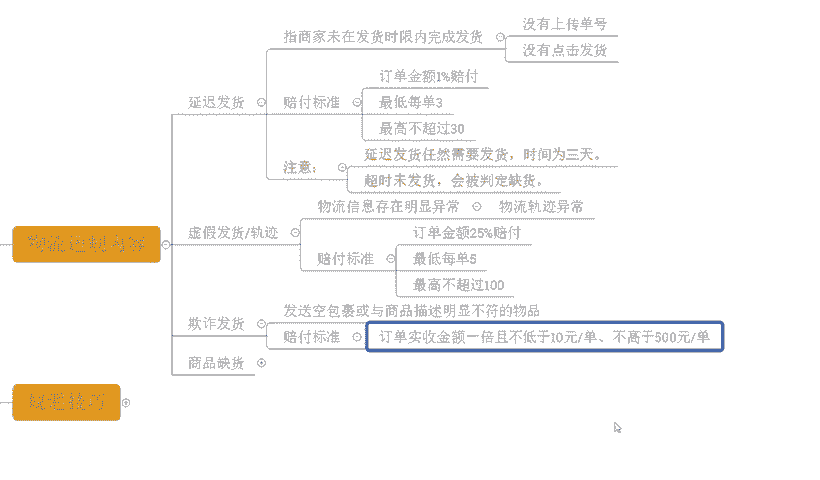 没有上传单号
指商家未在发货时限内完成发货
没有点击发货
订单金额1%赔付
延迟发货
赔付标准
最低每单3
最高不超过30
延迟发货任然需要发货，时间为三天。
注意：
超时未发货，会被判定缺货。
物流信息存在明显异常
物流轨迹异常
虚假发货/轨迹
订单金额25%赔付
赔付标准
最低每单5
最高不超过100
发送空包裹或与商品描述明显不符的物品
欺诈发货
赔付标准
订单实收金额一倍且不低于10元/单、不高于500元/单
商品缺货